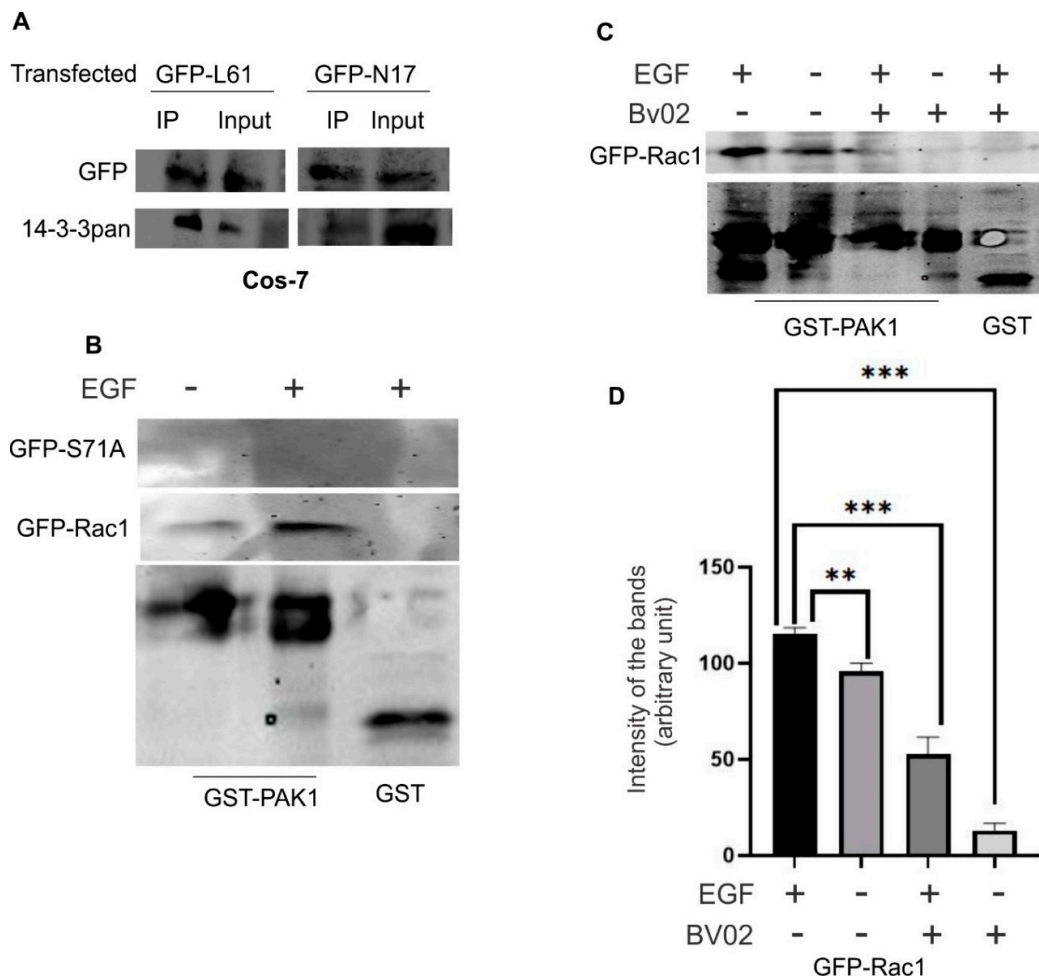 A
Transfected GFP-L61 GFP-N17
IP Input IP Input
GFP
14-3-3pan
Cos-7
B
EGF - + +
GFP-S71A
GFP-Rac1
GST-PAK1 GST
C
EGF + - + - +
Bv02 - - + + +
GFP-Rac1
GST-PAK1 GST
D
***
***
**
Intensity of the bands
(arbitrary unit)
150
100
50
0
EGF + - + -
BV02 - - + +
GFP-Rac1